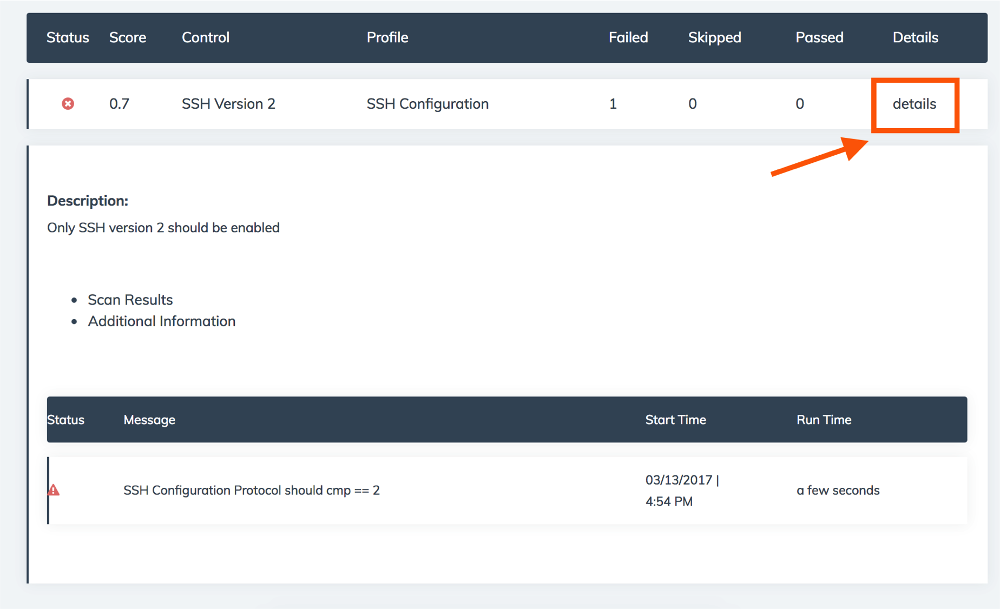 Status Score Control Profile Failed Skipped Passed Details
0.7 SSH Version 2 SSH Configuration 1 0 0 details
Description:
Only SSH version 2 should be enabled
Scan Results
Additional Information
Status Message Start Time Run Time
SSH Configuration Protocol should cmp == 2 03/13/2017 | a few seconds
4:54 PM